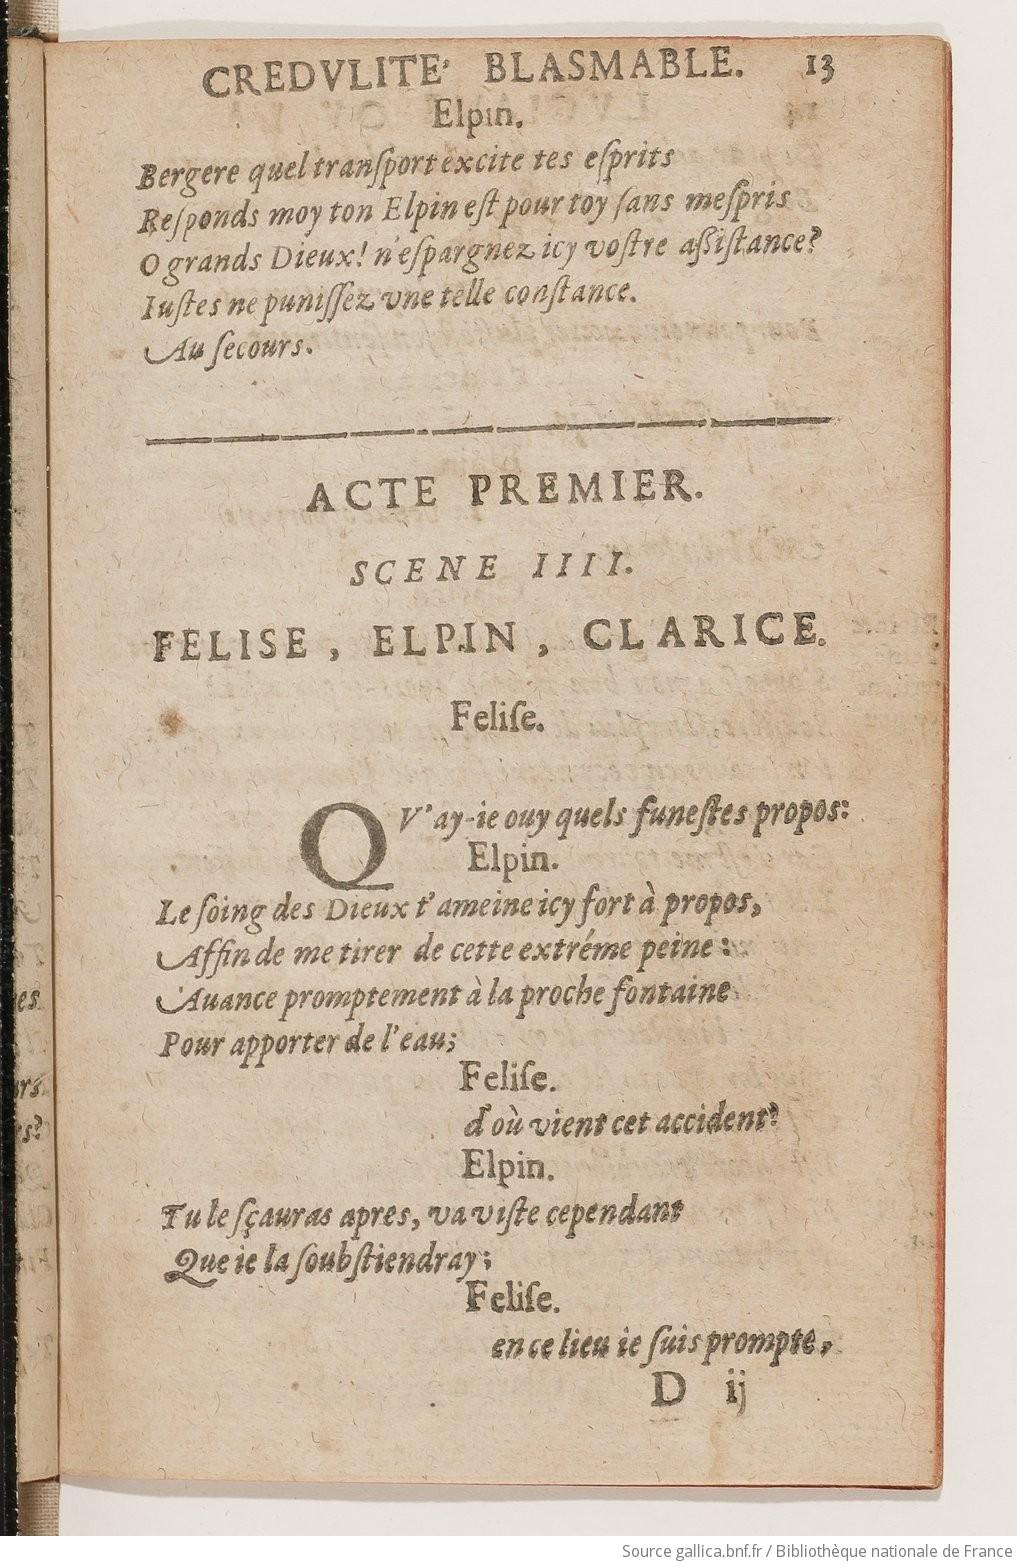 CREDVLITE' BLASMABLE. 13
Elpin.
Bergere quel tranſport excite tes eſprits
Reſponds moy ton Elpin eſt pour toy ſans meſpris
O grands Dieux! n'eſpargnez icy voſtre aßiſtance?
Iuſtes ne puniſſez vne telle conſtance.
Au ſecours.
ACTE PREMIER.
SCENE IIII.
FELISE, ELPIN, CLARICE.
Feliſe.
QV'ay-ie ouy quels funeſtes propos:
Elpin.
Le ſoing des Dieux t'ameine icy fort à propos,
Affin de me tirer de cette extréme peine:
Auance promptement à la proche fontaine
Pour apporter de l'eau;
Feliſe.
d'où vient cet accident?
Elpin.
Tu le ſçauras apres, va viſte cependant
Que ie la ſoubſtiendray;
Feliſe.
en ce lieu ie ſuis prompte,
D ij
Source gallica.bnf.fr / Bibliothèque nationale de France